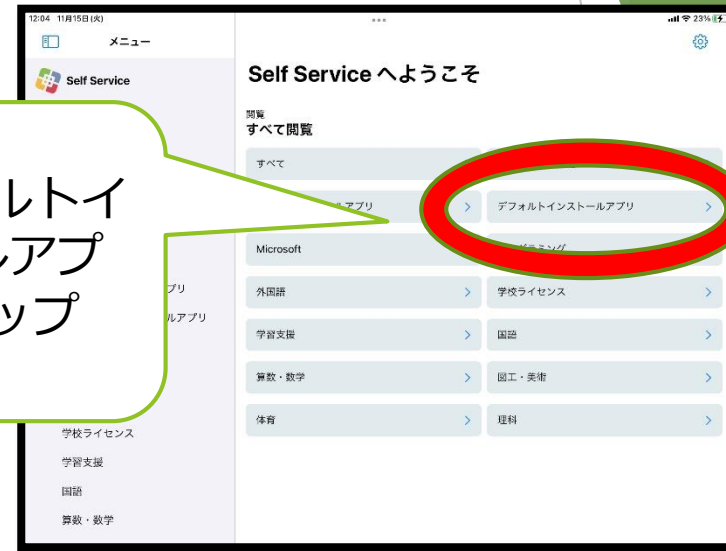 12:04 11月15日(火)
23%
メニュー
Self Service
Self Service へようこそ
閲覧
すべて閲覧
すべて
ルトイ
アプ
ップ
アプリ
デフォルトインストールアプリ
Microsoft
プリ
ルアプリ
外国語
学校ライセンス
学習支援
国語
算数・数学
図工・美術
体育
理科
学校ライセンス
学習支援
国語
算数・数学